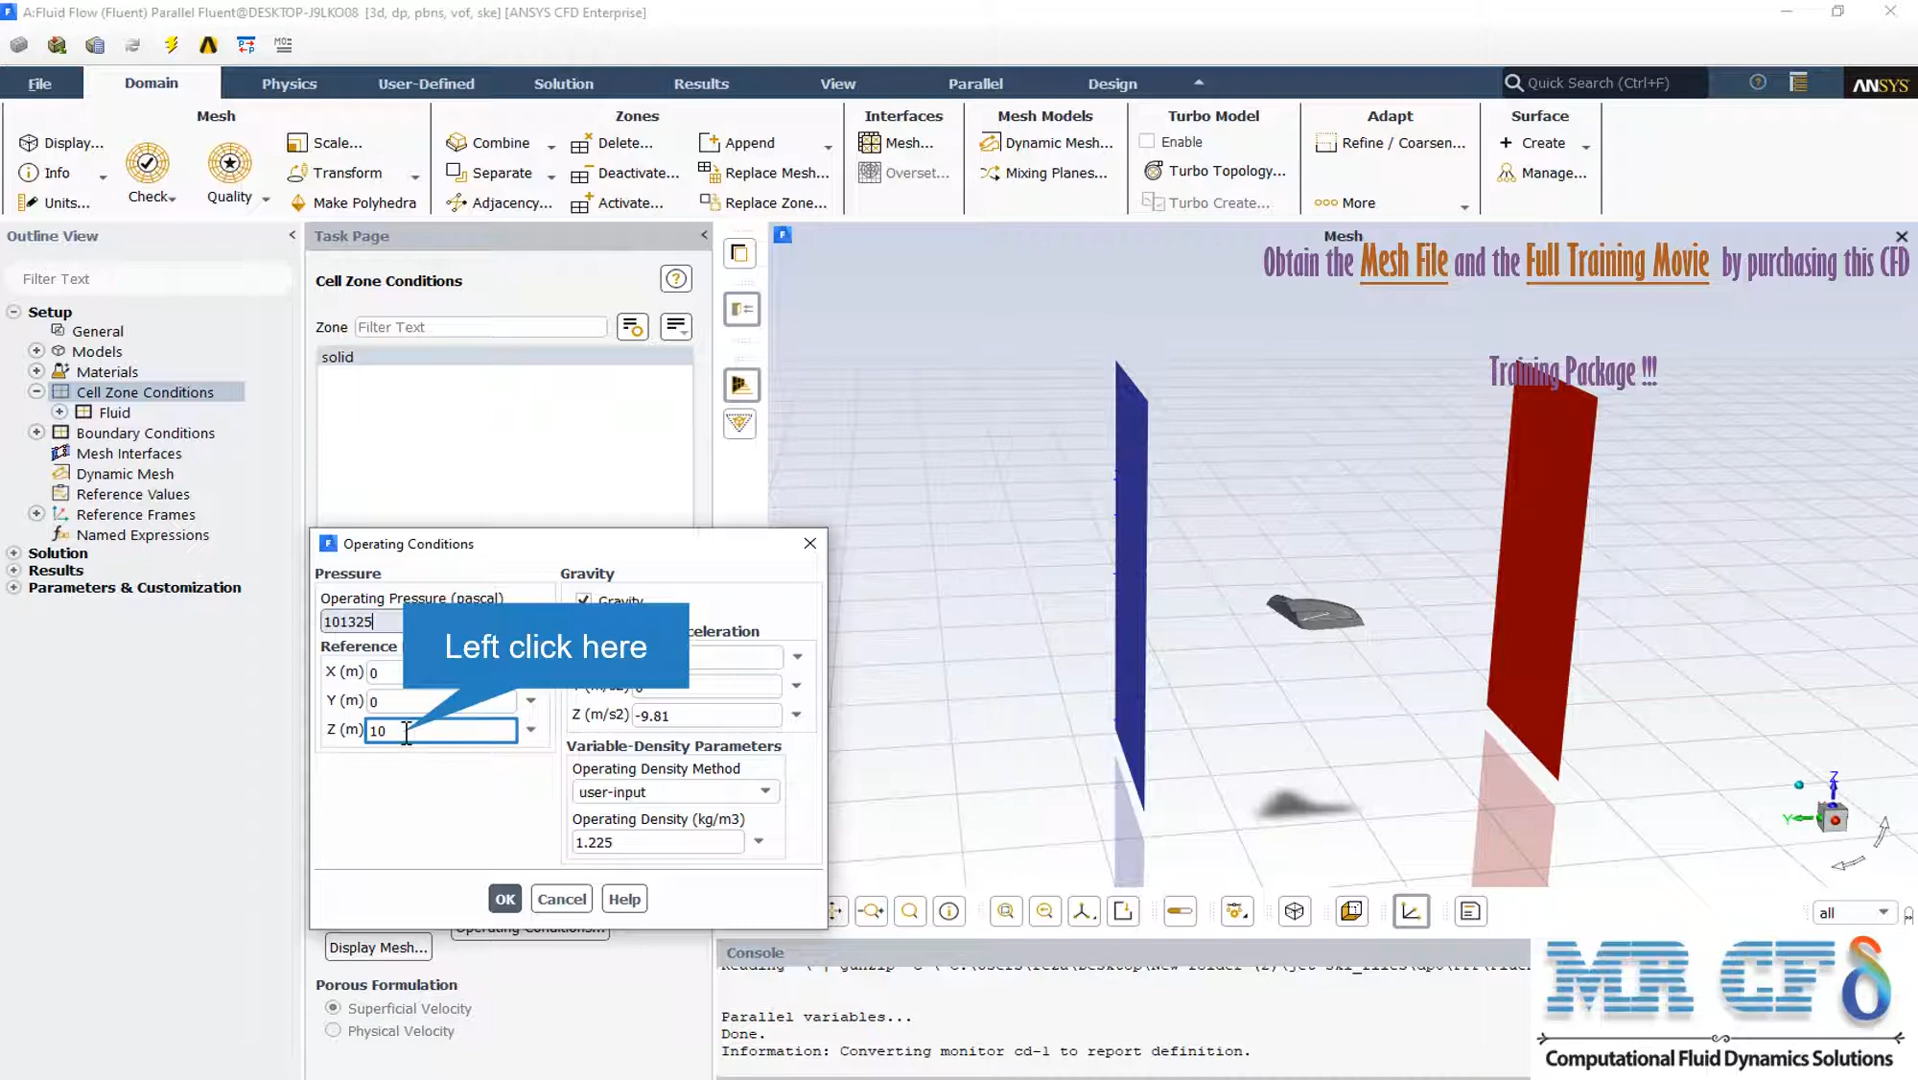 A:Fluid Flow (Fluent) Parallel Fluent@DESKTOP-J9LKO08 [3d, dp, pbns, vof, ske] [ANSYS CFD Enterprise]
File
Domain
Physics
User-Defined
Solution
Results
View
Parallel
Design
Quick Search (Ctrl+F)
ANSYS
Mesh
Zones
Interfaces
Mesh Models
Turbo Model
Adapt
Surface
Display...
Scale...
Combine
Delete...
Append
Mesh...
Dynamic Mesh...
Enable
Refine / Coarsen...
Create
Info
Transform
Separate
Deactivate...
Replace Mesh...
Overset...
Mixing Planes...
Turbo Topology...
Manage...
Units...
Check
Quality
Make Polyhedra
Adjacency...
Activate...
Replace Zone...
Turbo Create...
More
Outline View
Filter Text
Setup
General
Models
Materials
Cell Zone Conditions
Fluid
Boundary Conditions
Mesh Interfaces
Dynamic Mesh
Reference Values
Reference Frames
Named Expressions
Solution
Results
Parameters & Customization
Task Page
Cell Zone Conditions
Zone Filter Text
solid
Operating Conditions
Pressure
Operating Pressure (pascal)
101325
Reference
X (m) 0
Y (m) 0
Z (m) 10
Left click here
Gravity
Gravity
Z (m/s2) -9.81
Variable-Density Parameters
Operating Density Method
user-input
Operating Density (kg/m3)
1.225
OK
Cancel
Help
Display Mesh...
Porous Formulation
Superficial Velocity
Physical Velocity
Mesh
Obtain the Mesh File and the Full Training Movie by purchasing this CFD
Training Package !!!
Z
Y
all
Console
Parallel variables...
Done.
Information: Converting monitor cd-1 to report definition.
MR CFD
Computational Fluid Dynamics Solutions